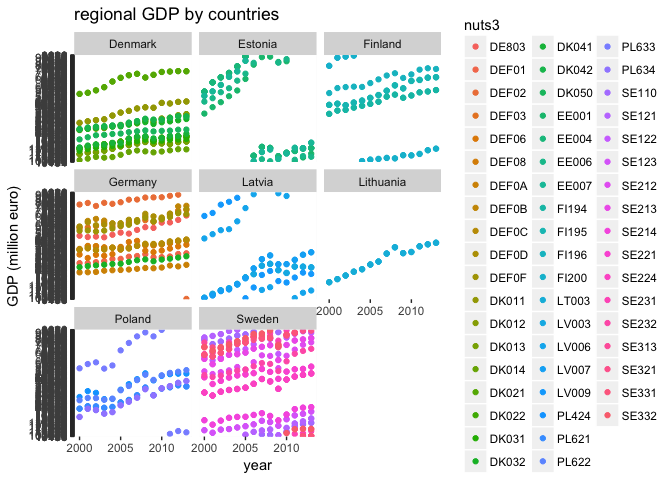 regional GDP by countries
Denmark
Estonia
Finland
Germany
Latvia
Lithuania
Poland
Sweden
2000 2005 2010
2000 2005 2010
2000 2005 2010
year
GDP (million euro)
nuts3
DE803
DEF01
DEF02
DEF03
DEF06
DEF08
DEF0A
DEF0B
DEF0C
DEF0D
DEF0F
DK011
DK012
DK013
DK014
DK021
DK022
DK031
DK032
DK041
DK042
DK050
EE001
EE004
EE006
EE007
FI194
FI195
FI196
FI200
LT003
LV003
LV006
LV007
LV009
PL424
PL621
PL622
PL633
PL634
SE110
SE121
SE122
SE123
SE212
SE213
SE214
SE221
SE224
SE231
SE232
SE313
SE321
SE331
SE332